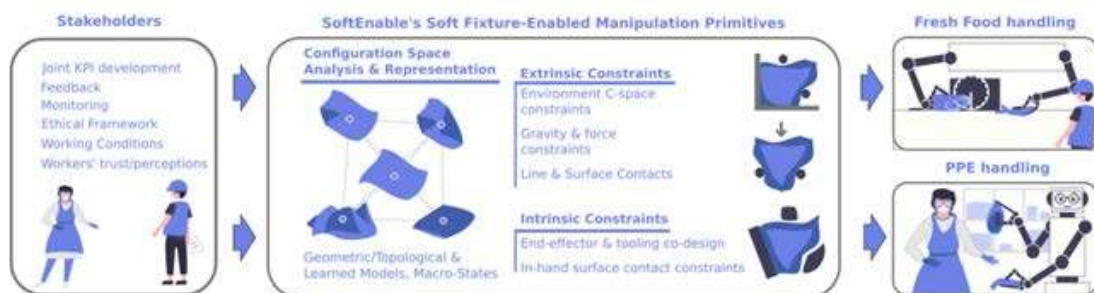 Stakeholders
Joint KPI development
Feedback
Monitoring
Ethical Framework
Working Conditions
Workers' trust/perceptions
SoftEnable's Soft Fixture-Enabled Manipulation Primitives
Configuration Space
Analysis & Representation
Geometric/Topological &
Learned Models, Macro-States
Extrinsic Constraints
Environment C-space
constraints
Gravity & force
constraints
Line & Surface Contacts
Intrinsic Constraints
End-effector & tooling co-design
In-hand surface contact constraints
Fresh Food handling
PPE handling